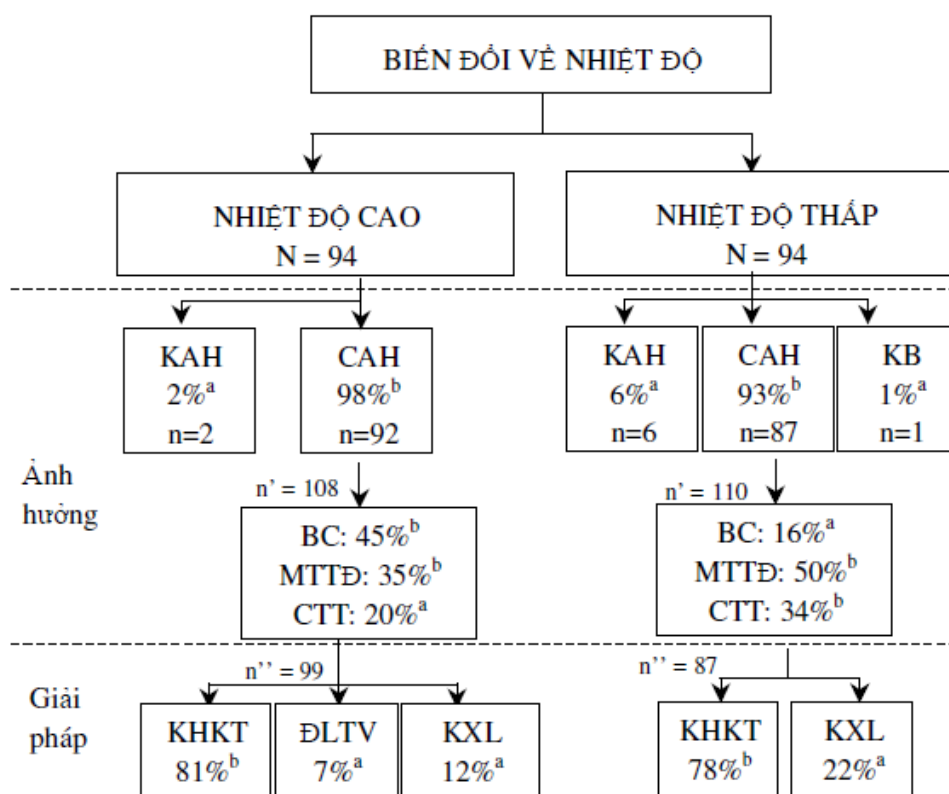 BIẾN ĐỔI VỀ NHIỆT ĐỘ
NHIỆT ĐỘ CAO
N = 94
NHIỆT ĐỘ THẤP
N = 94
Ảnh
hưởng
KAH
2%ᵃ
n=2
CAH
98%ᵇ
n=92
KAH
6%ᵃ
n=6
CAH
93%ᵇ
n=87
KB
1%ᵃ
n=1
n' = 108
BC: 45%ᵇ
MTTĐ: 35%ᵇ
CTT: 20%ᵃ
n' = 110
BC: 16%ᵃ
MTTĐ: 50%ᵇ
CTT: 34%ᵇ
Giải
pháp
n'' = 99
KHKT
81%ᵇ
ĐLTV
7%ᵃ
KXL
12%ᵃ
n'' = 87
KHKT
78%ᵇ
KXL
22%ᵃ